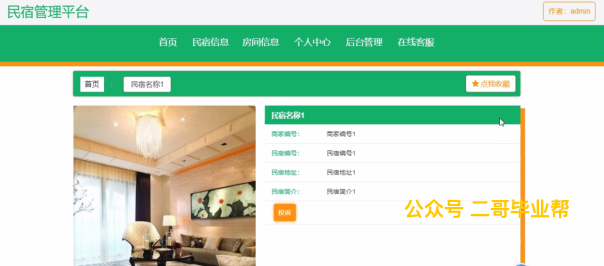 民宿管理平台
作者：admin
首页 民宿信息 房间信息 个人中心 后台管理 在线客服
首页 民宿名称1 ★点我收藏
民宿名称1
商家编号： 商家编号1
民宿编号： 民宿编号1
民宿地址： 民宿地址1
民宿简介： 民宿简介1
投诉
公众号 二哥毕业帮